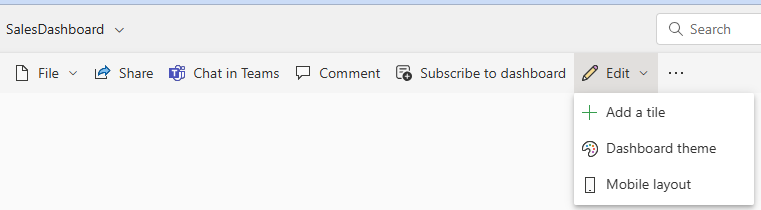 SalesDashboard
Search
File Share Chat in Teams Comment Subscribe to dashboard Edit
Add a tile
Dashboard theme
Mobile layout